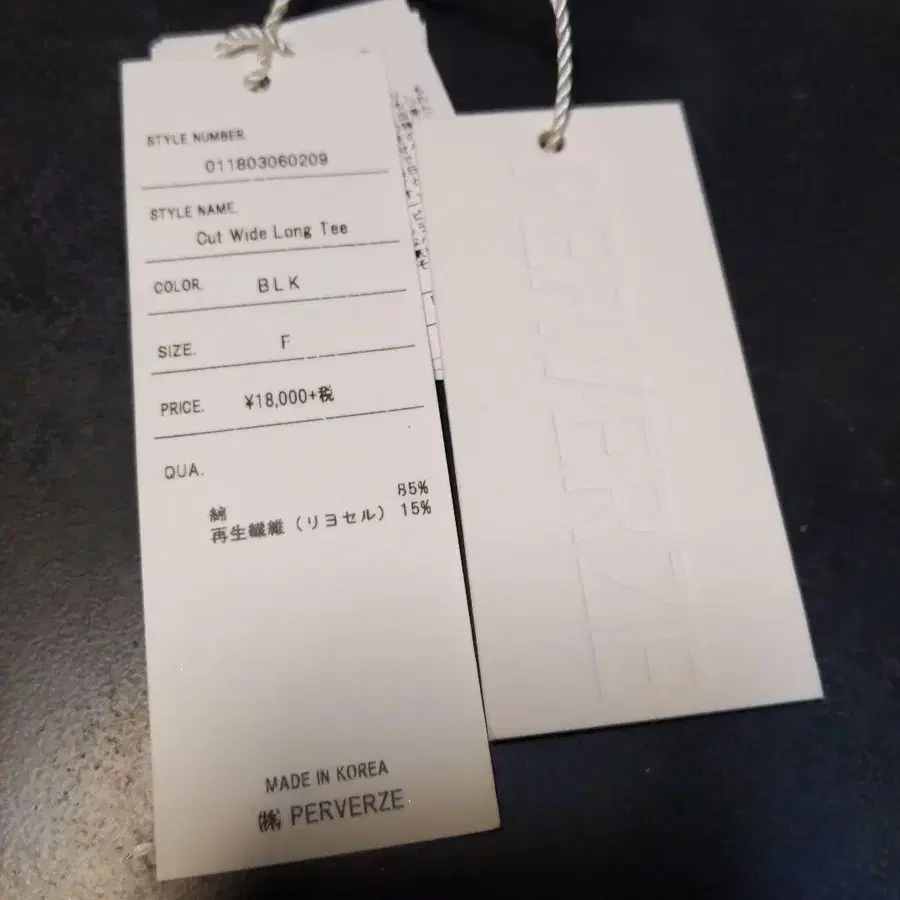 STYLE NUMBER.
011803060209
STYLE NAME.
Cut Wide Long Tee
COLOR. BLK
SIZE. F
PRICE. ¥18,000+税
QUA.
綿 85%
再生繊維（リヨセル） 15%
MADE IN KOREA
㈱ PERVERZE
PERVERZE